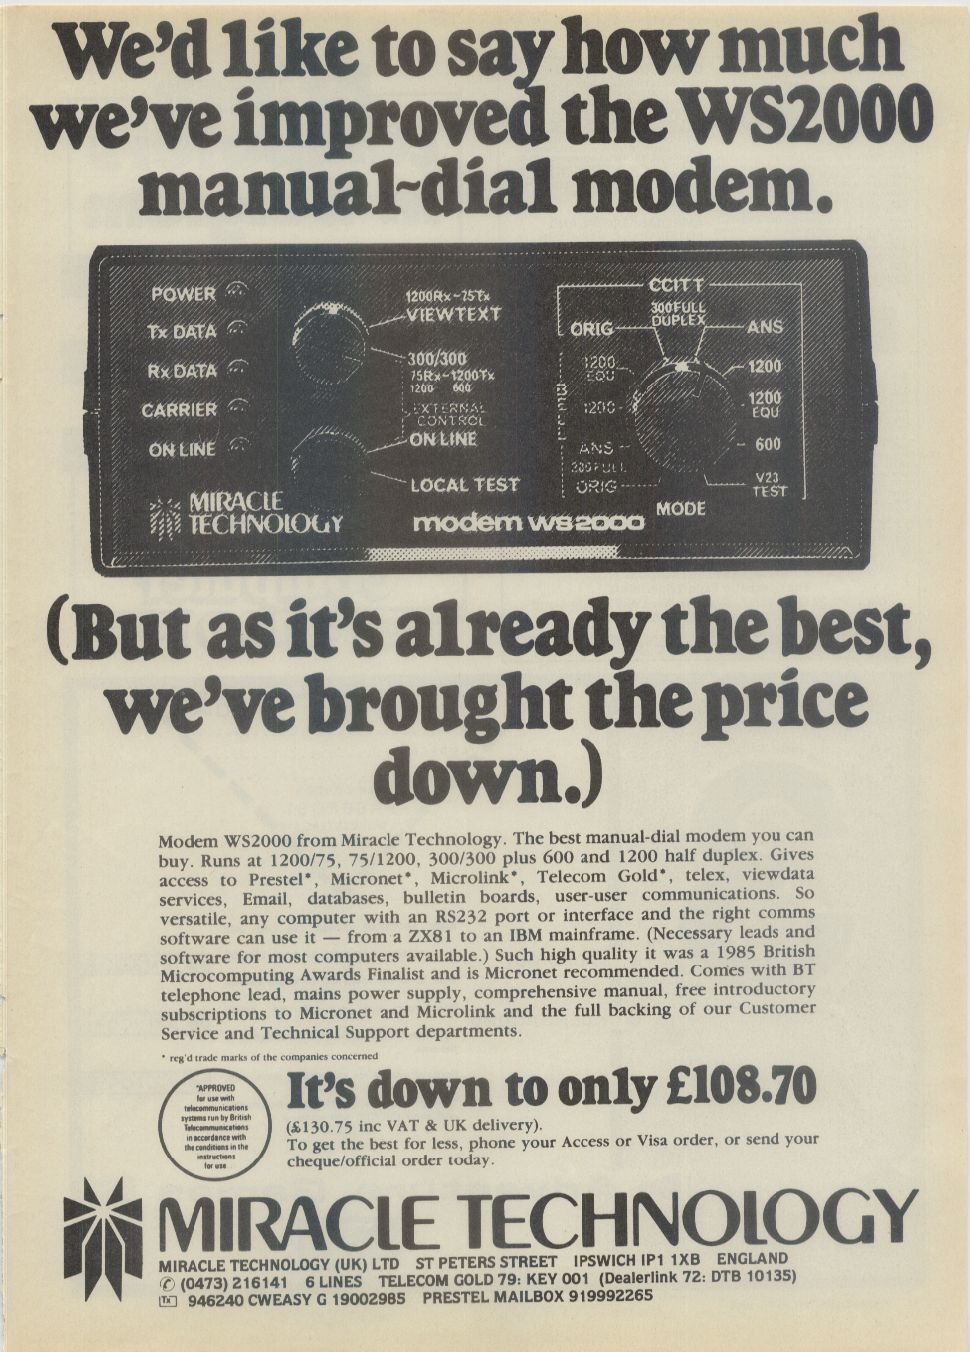 We'd like to say how much
we've improved the WS2000
manual~dial modem.
POWER
Tx DATA
Rx DATA
CARRIER
ON LINE
MIRACLE
TECHNOLOGY
1200Rx~75Tx
VIEWTEXT
300/300
75Rx~1200Tx
1200 600
EXTERNAL
CONTROL
ON LINE
LOCAL TEST
modem ws2000
CCITT
300 FULL
DUPLEX
ORIG
ANS
1200
EQU
1200
BELL
ANS
300 FULL
ORIG
1200
1200
EQU
600
V23
TEST
MODE
(But as it's already the best,
we've brought the price
down.)
Modem WS2000 from Miracle Technology. The best manual-dial modem you can
buy. Runs at 1200/75, 75/1200, 300/300 plus 600 and 1200 half duplex. Gives
access to Prestel*, Micronet*, Microlink*, Telecom Gold*, telex, viewdata
services, Email, databases, bulletin boards, user-user communications. So
versatile, any computer with an RS232 port or interface and the right comms
software can use it — from a ZX81 to an IBM mainframe. (Necessary leads and
software for most computers available.) Such high quality it was a 1985 British
Microcomputing Awards Finalist and is Micronet recommended. Comes with BT
telephone lead, mains power supply, comprehensive manual, free introductory
subscriptions to Micronet and Microlink and the full backing of our Customer
Service and Technical Support departments.
* reg'd trade marks of the companies concerned
"APPROVED
for use with
telecommunications
systems run by British
Telecommunications
in accordance with
the conditions in the
instructions
for use
It's down to only £108.70
(£130.75 inc VAT & UK delivery).
To get the best for less, phone your Access or Visa order, or send your
cheque/official order today.
MIRACLE TECHNOLOGY
MIRACLE TECHNOLOGY (UK) LTD ST PETERS STREET IPSWICH IP1 1XB ENGLAND
✆ (0473) 216141 6 LINES TELECOM GOLD 79: KEY 001 (Dealerlink 72: DTB 10135)
Tx 946240 CWEASY G 19002985 PRESTEL MAILBOX 919992265